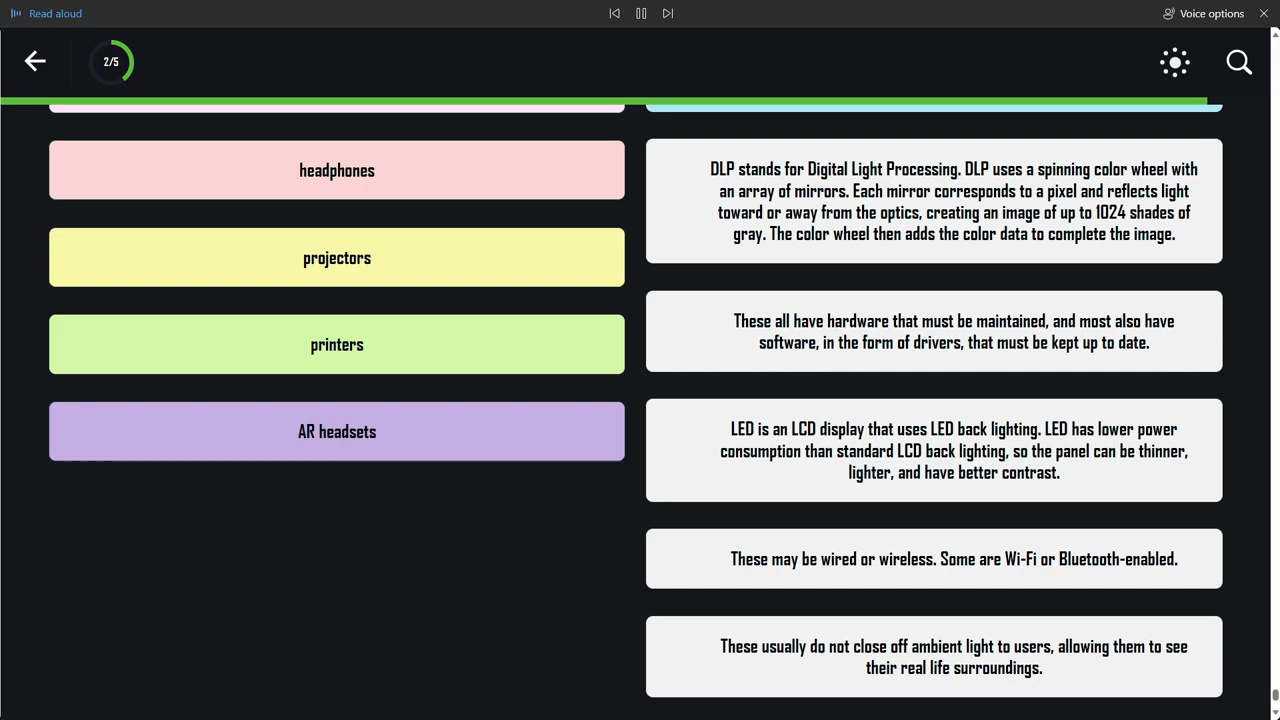 Read aloud
Voice options
2/5
headphones
projectors
printers
AR headsets
DLP stands for Digital Light Processing. DLP uses a spinning color wheel with
an array of mirrors. Each mirror corresponds to a pixel and reflects light
toward or away from the optics, creating an image of up to 1024 shades of
gray. The color wheel then adds the color data to complete the image.
These all have hardware that must be maintained, and most also have
software, in the form of drivers, that must be kept up to date.
LED is an LCD display that uses LED back lighting. LED has lower power
consumption than standard LCD back lighting, so the panel can be thinner,
lighter, and have better contrast.
These may be wired or wireless. Some are Wi-Fi or Bluetooth-enabled.
These usually do not close off ambient light to users, allowing them to see
their real life surroundings.